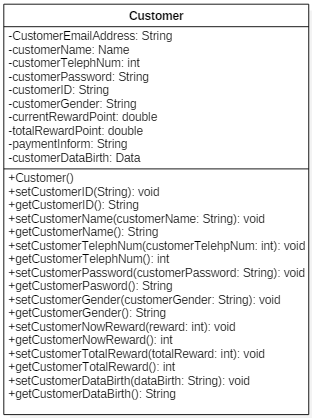 Customer
-CustomerEmailAddress: String
-customerName: Name
-customerTelephNum: int
-customerPassword: String
-customerID: String
-customerGender: String
-currentRewardPoint: double
-totalRewardPoint: double
-paymentInform: String
-customerDataBirth: Data
+Customer()
+setCustomerID(String): void
+getCustomerID(): String
+setCustomerName(customerName: String): void
+getCustomerName(): String
+setCustomerTelephNum(customerTelehpNum: int): void
+getCustomerTelephNum(): int
+setCustomerPassword(customerPassword: String): void
+getCustomerPasword(): String
+setCustomerGender(customerGender: String): void
+getCustomerGender(): String
+setCustomerNowReward(reward: int): void
+getCustomerNowReward(): int
+setCustomerTotalReward(totalReward: int): void
+getCustomerTotalReward(): int
+setCustomerDataBirth(dataBirth: String): void
+getCustomerDataBirth(): String